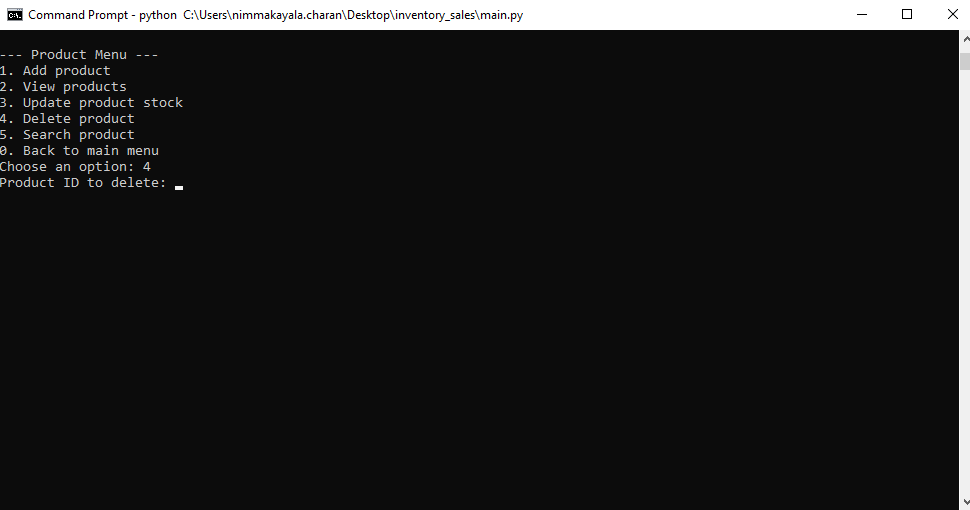 Command Prompt - python  C:\Users\nimmakayala.charan\Desktop\inventory_sales\main.py
--- Product Menu ---
1. Add product
2. View products
3. Update product stock
4. Delete product
5. Search product
0. Back to main menu
Choose an option: 4
Product ID to delete: